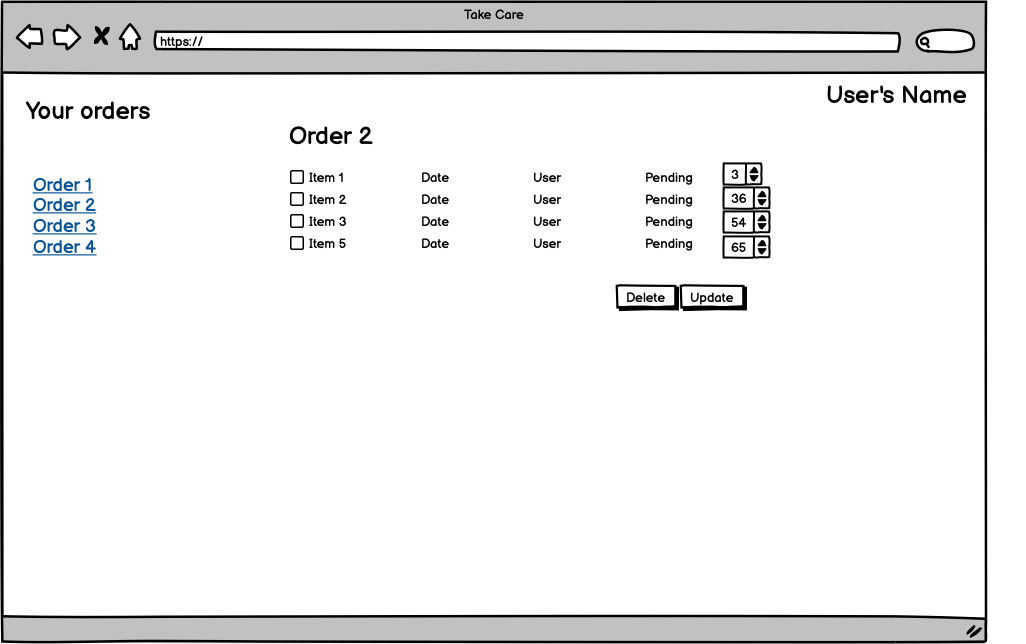 Take Care
https://
User's Name
Your orders
Order 2
Order 1
Order 2
Order 3
Order 4
Item 1 Date User Pending 3
Item 2 Date User Pending 36
Item 3 Date User Pending 54
Item 5 Date User Pending 65
Delete Update